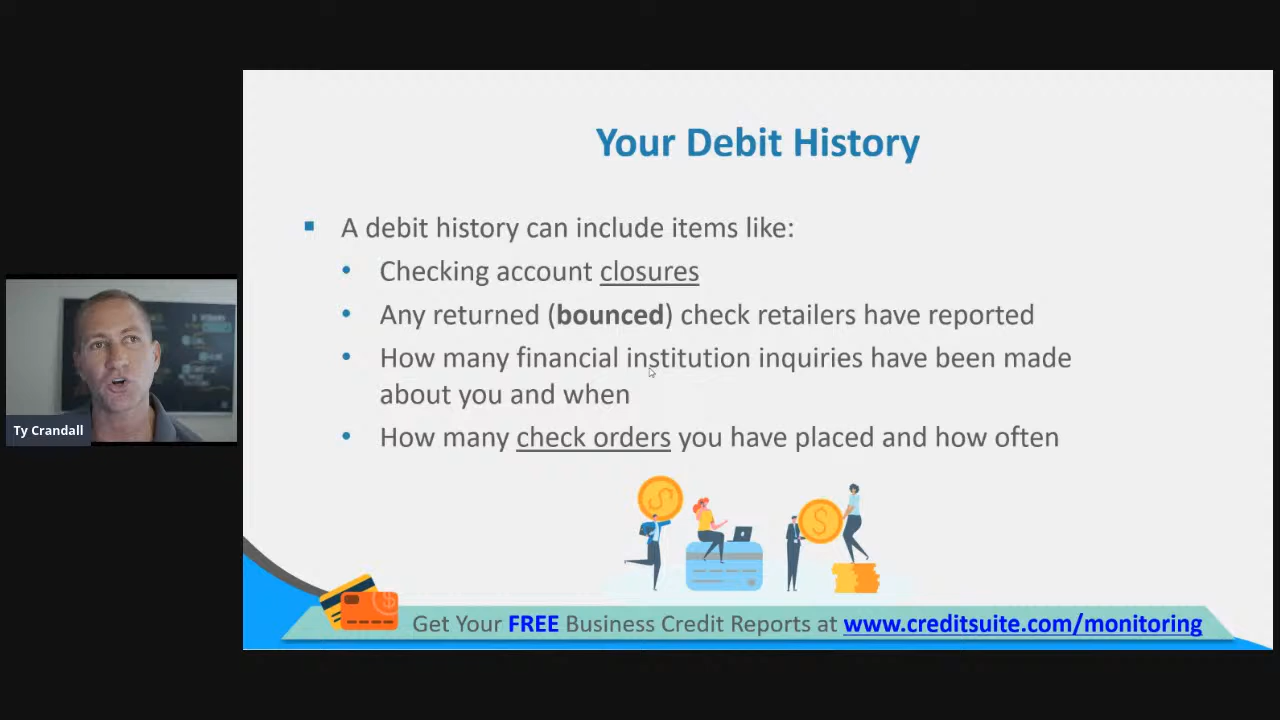 Your Debit History
A debit history can include items like:
Checking account closures
Any returned (bounced) check retailers have reported
How many financial institution inquiries have been made
about you and when
How many check orders you have placed and how often
Ty Crandall
Get Your FREE Business Credit Reports at www.creditsuite.com/monitoring